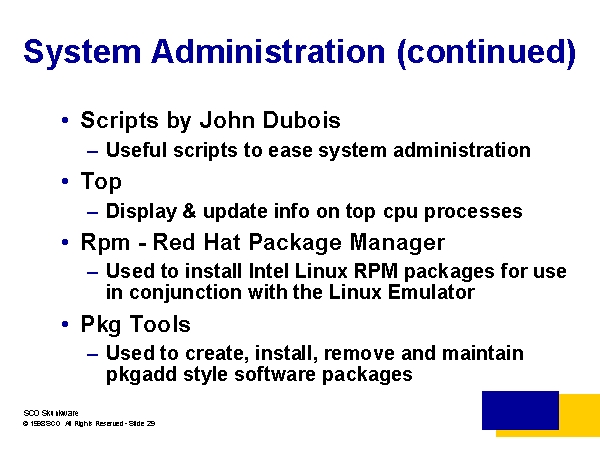 System Administration (continued)
• Scripts by John Dubois
– Useful scripts to ease system administration
• Top
– Display & update info on top cpu processes
• Rpm - Red Hat Package Manager
– Used to install Intel Linux RPM packages for use
in conjunction with the Linux Emulator
• Pkg Tools
– Used to create, install, remove and maintain
pkgadd style software packages
SCO Skunkware
© 1998 SCO All Rights Reserved - Slide 29